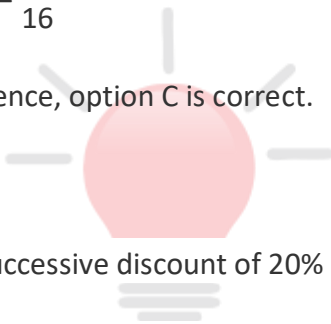 16
ence, option C is correct.
uccessive discount of 20%